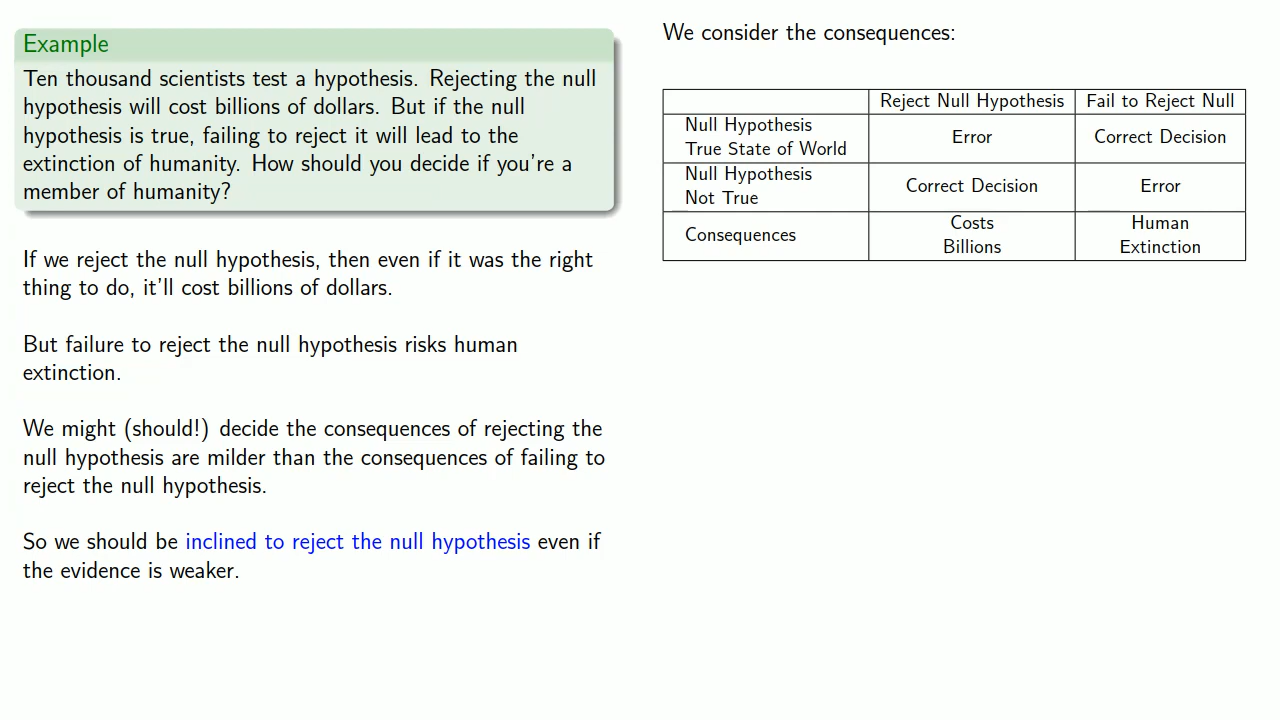 Example
Ten thousand scientists test a hypothesis. Rejecting the null
hypothesis will cost billions of dollars. But if the null
hypothesis is true, failing to reject it will lead to the
extinction of humanity. How should you decide if you're a
member of humanity?
If we reject the null hypothesis, then even if it was the right
thing to do, it'll cost billions of dollars.
But failure to reject the null hypothesis risks human
extinction.
We might (should!) decide the consequences of rejecting the
null hypothesis are milder than the consequences of failing to
reject the null hypothesis.
So we should be inclined to reject the null hypothesis even if
the evidence is weaker.
We consider the consequences:
Reject Null Hypothesis Fail to Reject Null
Null Hypothesis
True State of World Error Correct Decision
Null Hypothesis
Not True Correct Decision Error
Consequences Costs Billions Human Extinction